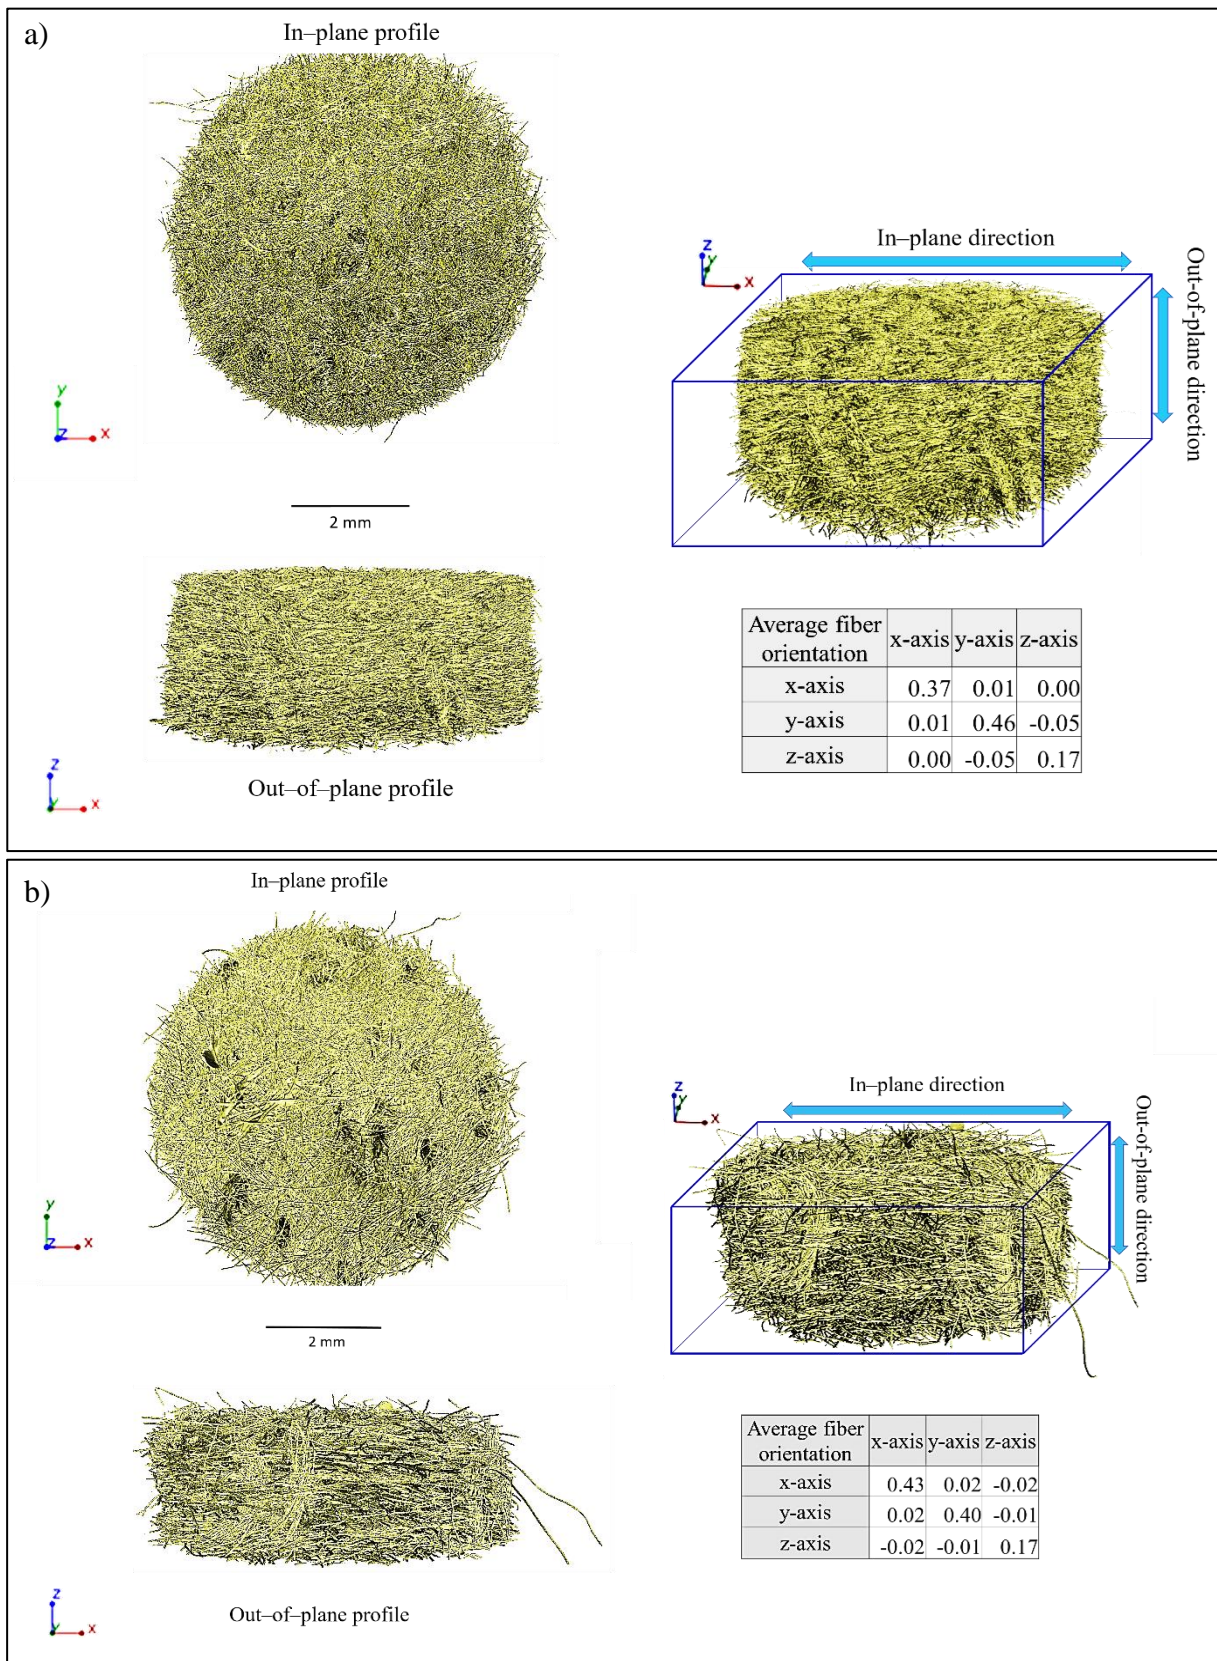 a)
In–plane profile
y
z
x
2 mm
z
y
x
Out–of–plane profile
z
y
x
In–plane direction
Out-of-plane direction
Average fiber
orientation
x-axis y-axis z-axis
x-axis 0.37 0.01 0.00
y-axis 0.01 0.46 -0.05
z-axis 0.00 -0.05 0.17
b)
In–plane profile
y
z
x
2 mm
z
y
x
Out–of–plane profile
z
y
x
In–plane direction
Out-of-plane direction
Average fiber
orientation
x-axis y-axis z-axis
x-axis 0.43 0.02 -0.02
y-axis 0.02 0.40 -0.01
z-axis -0.02 -0.01 0.17